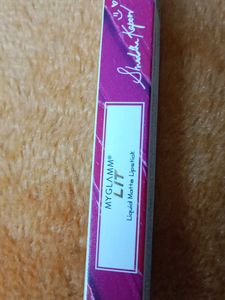 Shraddha Kapoor
MYGLAMM®
LIT
Liquid Matte Lipstick